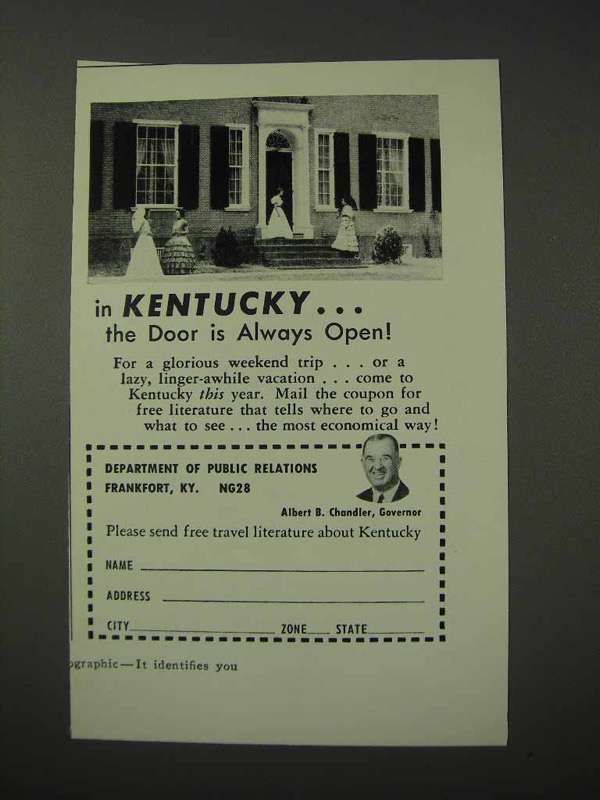 in KENTUCKY...
the Door is Always Open!
For a glorious weekend trip . . . or a
lazy, linger-awhile vacation . . . come to
Kentucky this year. Mail the coupon for
free literature that tells where to go and
what to see . . . the most economical way!
DEPARTMENT OF PUBLIC RELATIONS
FRANKFORT, KY. NG28
Albert B. Chandler, Governor
Please send free travel literature about Kentucky
NAME
ADDRESS
CITY ZONE STATE
ographic—It identifies you